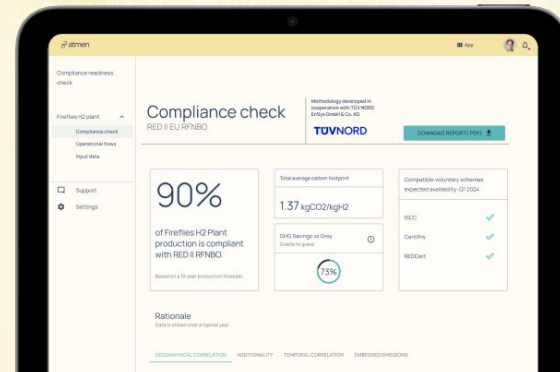 atmen
App
Compliance readiness
check
Fireflies H2 plant
Compliance check
Operational flows
Input data
Support
Settings
Compliance check
RED II EU RFNBO
Methodology developed in
cooperation with TÜV NORD
EnSys GmbH & Co. KG
TÜVNORD
DOWNLOAD REPORT (.PDF)
90%
of Fireflies H2 Plant
production is compliant
with RED II RFNBO.
Based on a 10 year production forecast
Total average carbon footprint
1.37 kgCO2/kgH2
GHG Savings vs Grey
Cradle to grave
73%
Compatible voluntary schemes
expected availability: Q1 2024
ISCC
CertifHy
REDCert
Rationale
Data is shown over a typical year
GEOGRAPHICAL CORRELATION
ADDITIONALITY
TEMPORAL CORRELATION
EMBEDDED EMISSIONS